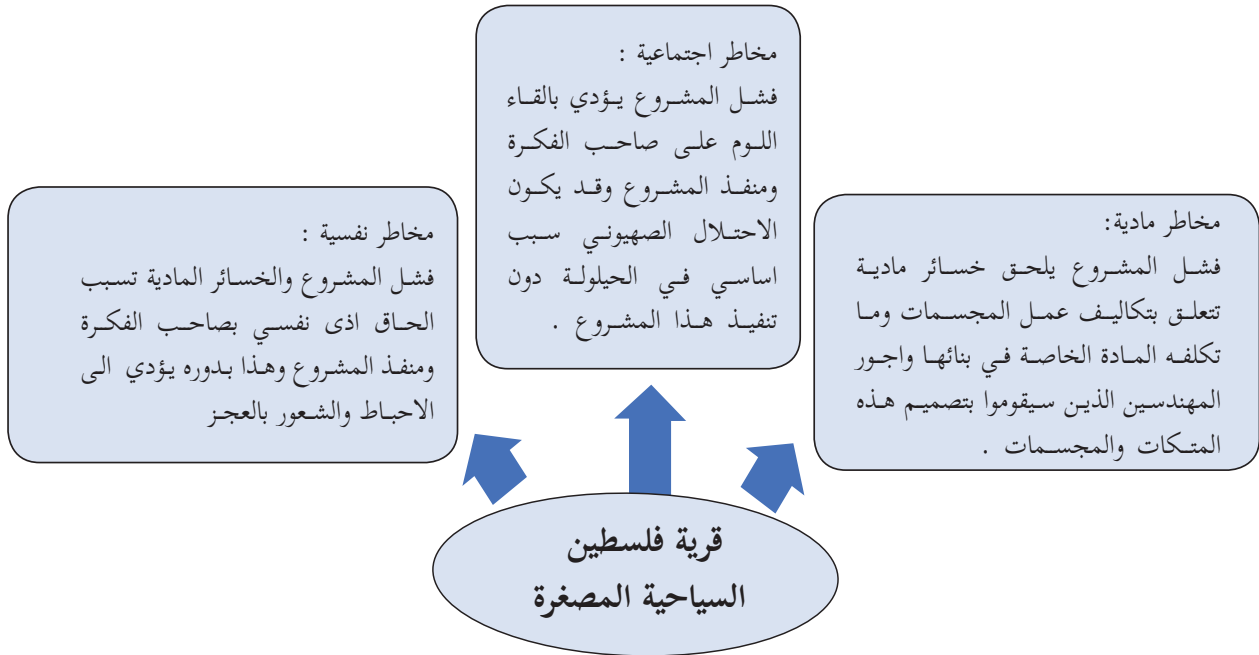 مخاطر اجتماعية :
فشل المشروع يؤدي بالقاء
اللوم على صاحب الفكرة
ومنفذ المشروع وقد يكون
الاحتلال الصهيوني سبب
اساسي في الحيلولة دون
تنفيذ هذا المشروع .
مخاطر مادية:
فشل المشروع يلحق خسائر مادية
تتعلق بتكاليف عمل المجسمات وما
تكلفه المادة الخاصة في بنائها واجور
المهندسين الذين سيقوموا بتصميم هذه
المتكات والمجسمات .
مخاطر نفسية :
فشل المشروع والخسائر المادية تسبب
الحاق اذى نفسي بصاحب الفكرة
ومنفذ المشروع وهذا بدوره يؤدي الى
الاحباط والشعور بالعجز
قرية فلسطين
السياحية المصغرة